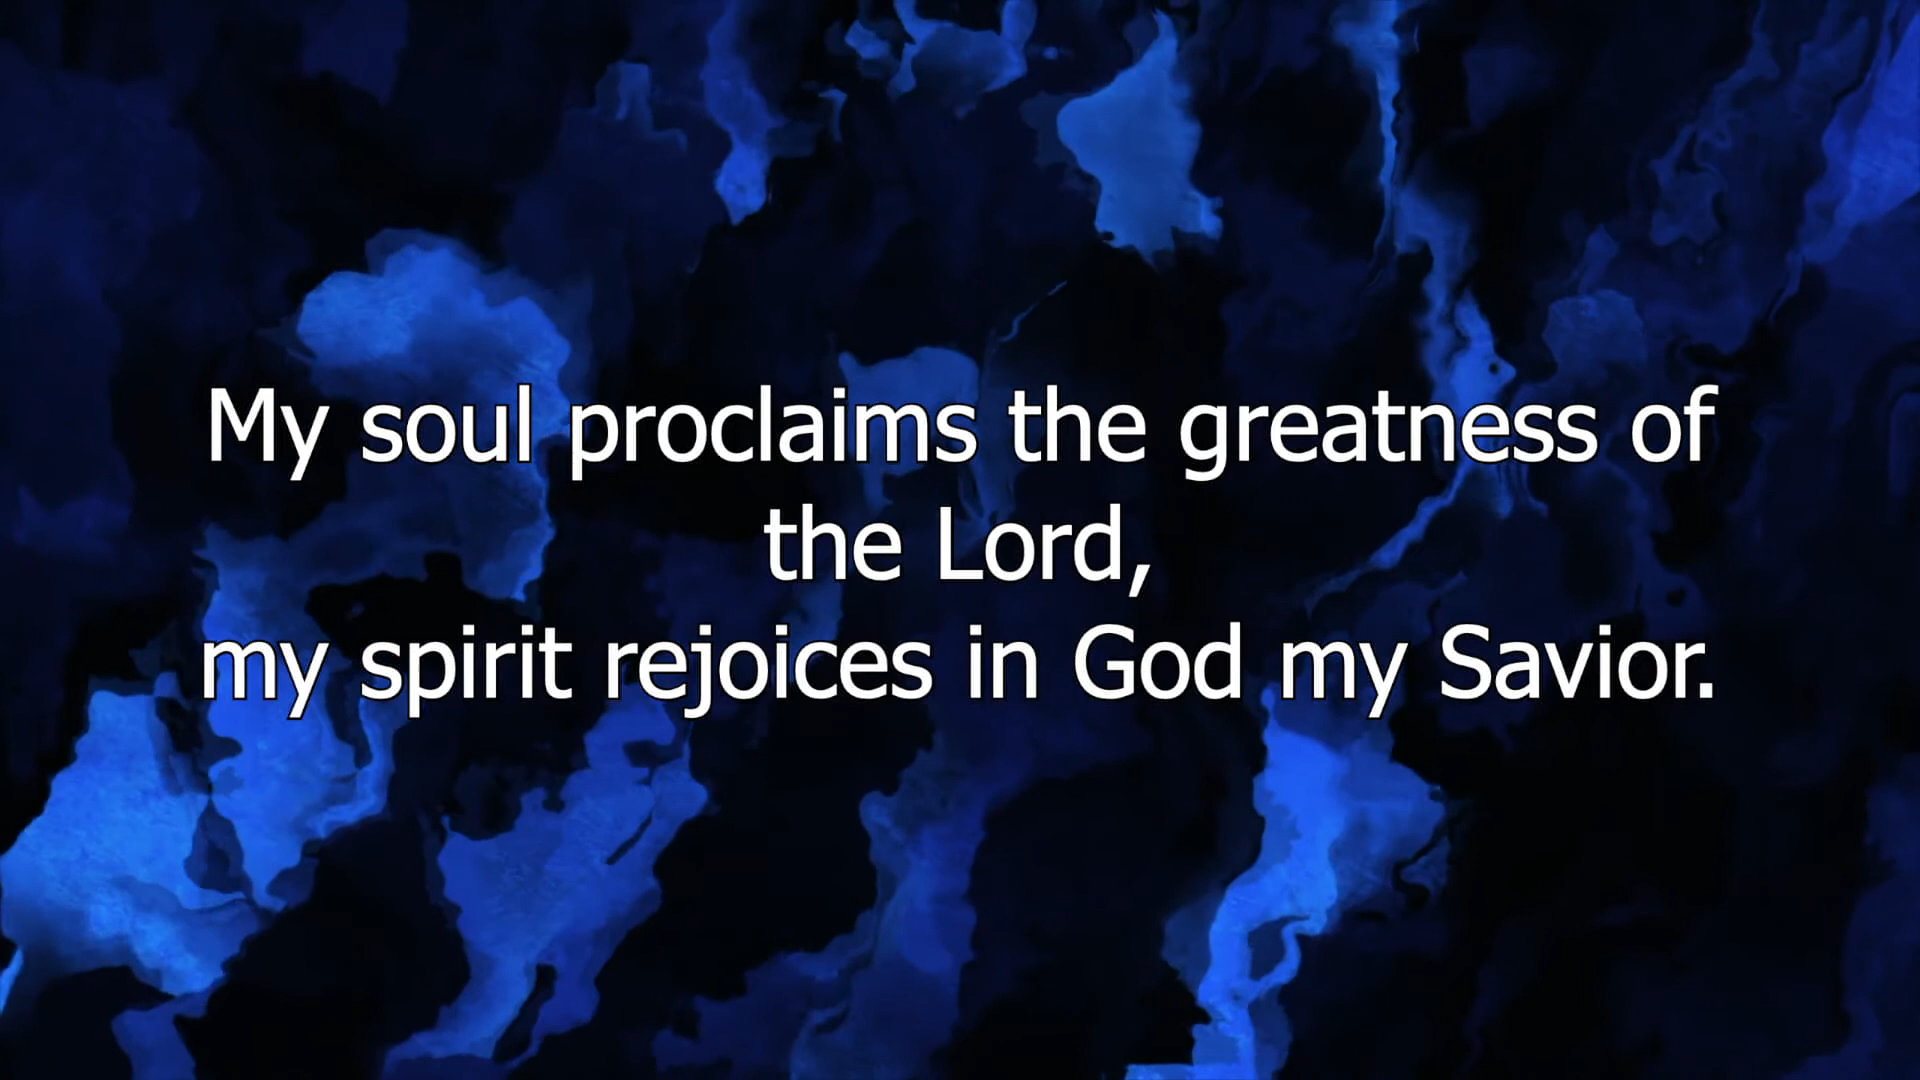 My soul proclaims the greatness of
the Lord,
my spirit rejoices in God my Savior.